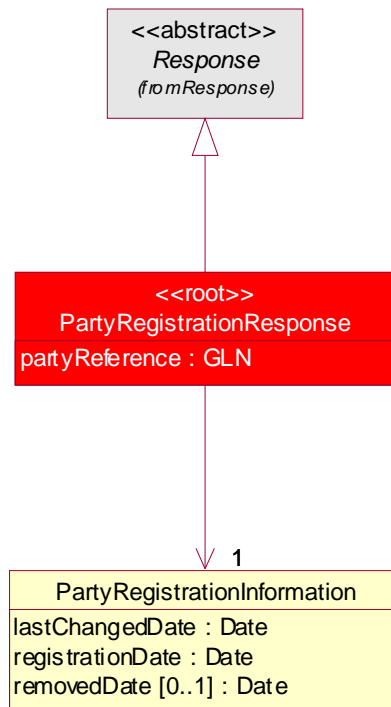 <<abstract>>
Response
(fromResponse)
<<root>>
PartyRegistrationResponse
partyReference : GLN
1
PartyRegistrationInformation
lastChangedDate : Date
registrationDate : Date
removedDate [0..1] : Date